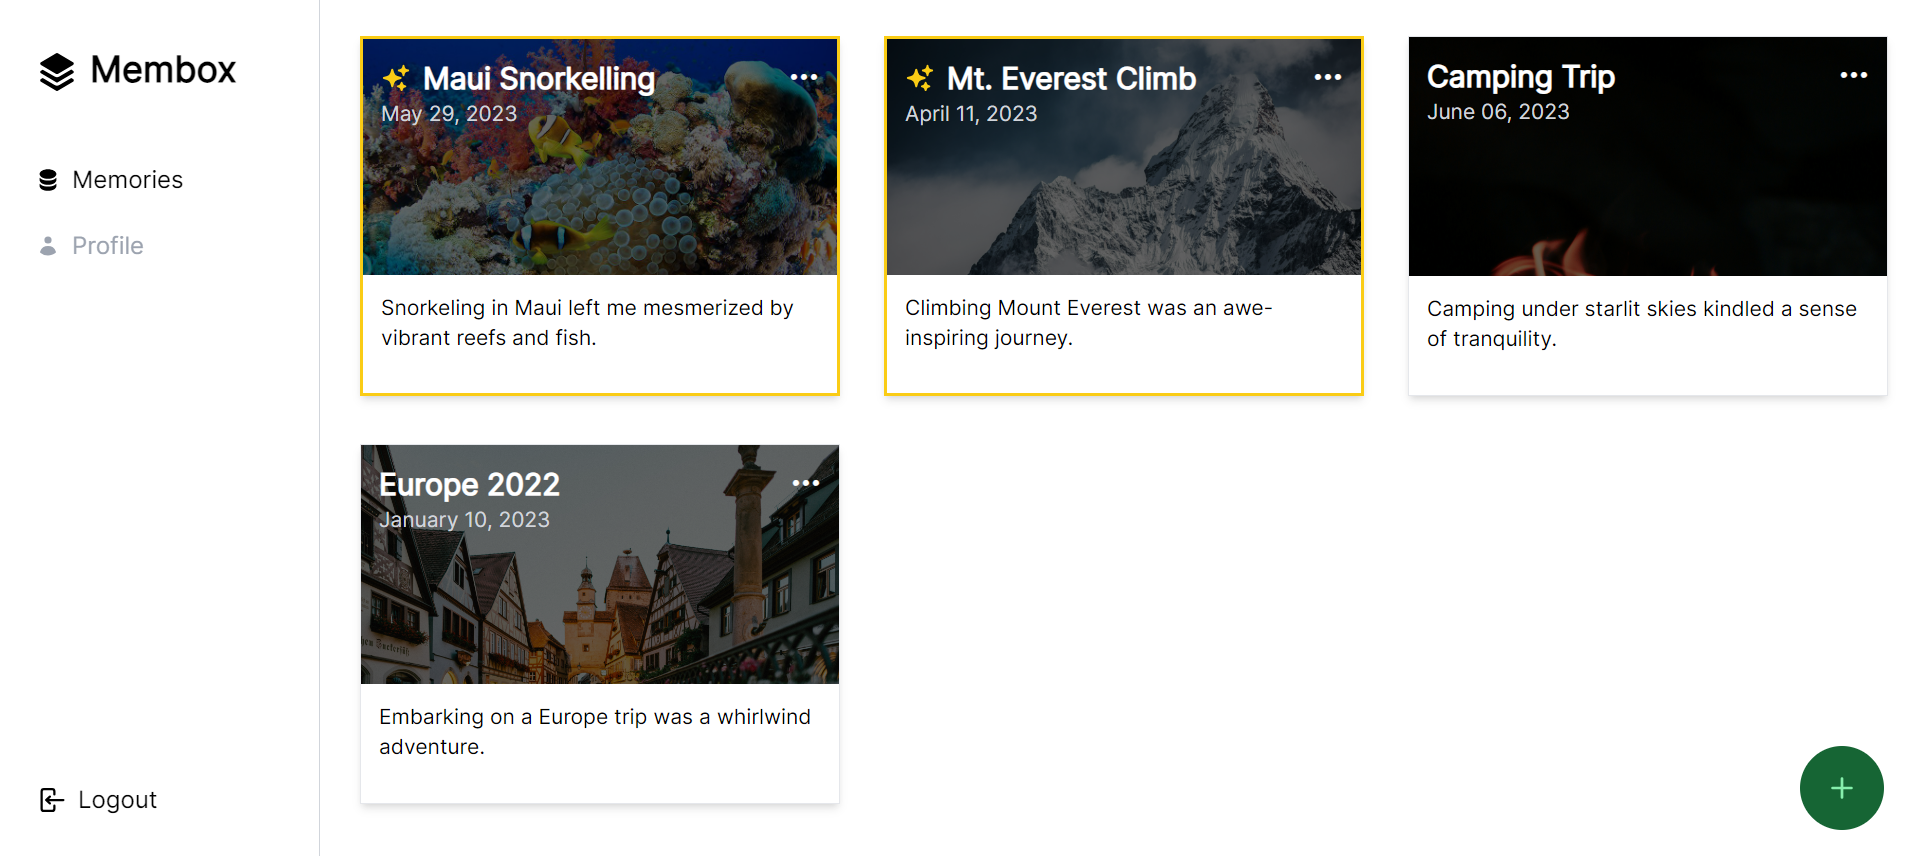 Membox
Memories
Profile
Logout
Maui Snorkelling
May 29, 2023
Snorkeling in Maui left me mesmerized by
vibrant reefs and fish.
Mt. Everest Climb
April 11, 2023
Climbing Mount Everest was an awe-
inspiring journey.
Camping Trip
June 06, 2023
Camping under starlit skies kindled a sense
of tranquility.
Europe 2022
January 10, 2023
Embarking on a Europe trip was a whirlwind
adventure.